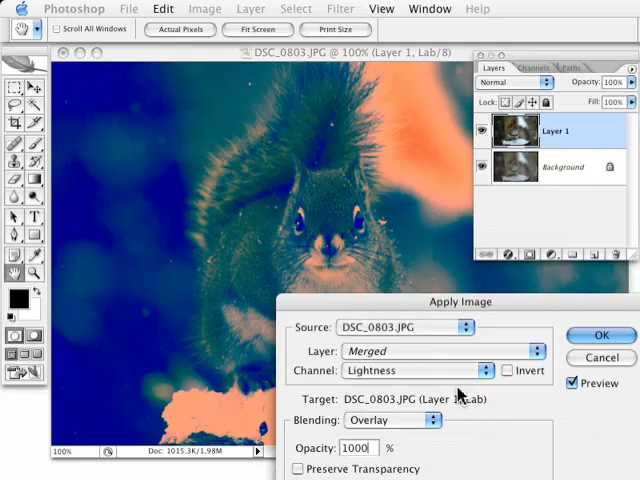 Photoshop File Edit Image Layer Select Filter View Window Help
Scroll All Windows Actual Pixels Fit Screen Print Size
DSC_0803.JPG @ 100% (Layer 1, Lab/8)
Layers Channels Paths
Normal Opacity: 100%
Lock: Fill: 100%
Layer 1
Background
Apply Image
Source: DSC_0803.JPG
OK
Layer: Merged
Cancel
Channel: Lightness Invert
Preview
Target: DSC_0803.JPG (Layer 1, Lab)
Blending: Overlay
Opacity: 1000 %
Preserve Transparency
100% Doc: 1015.3K/1.98M